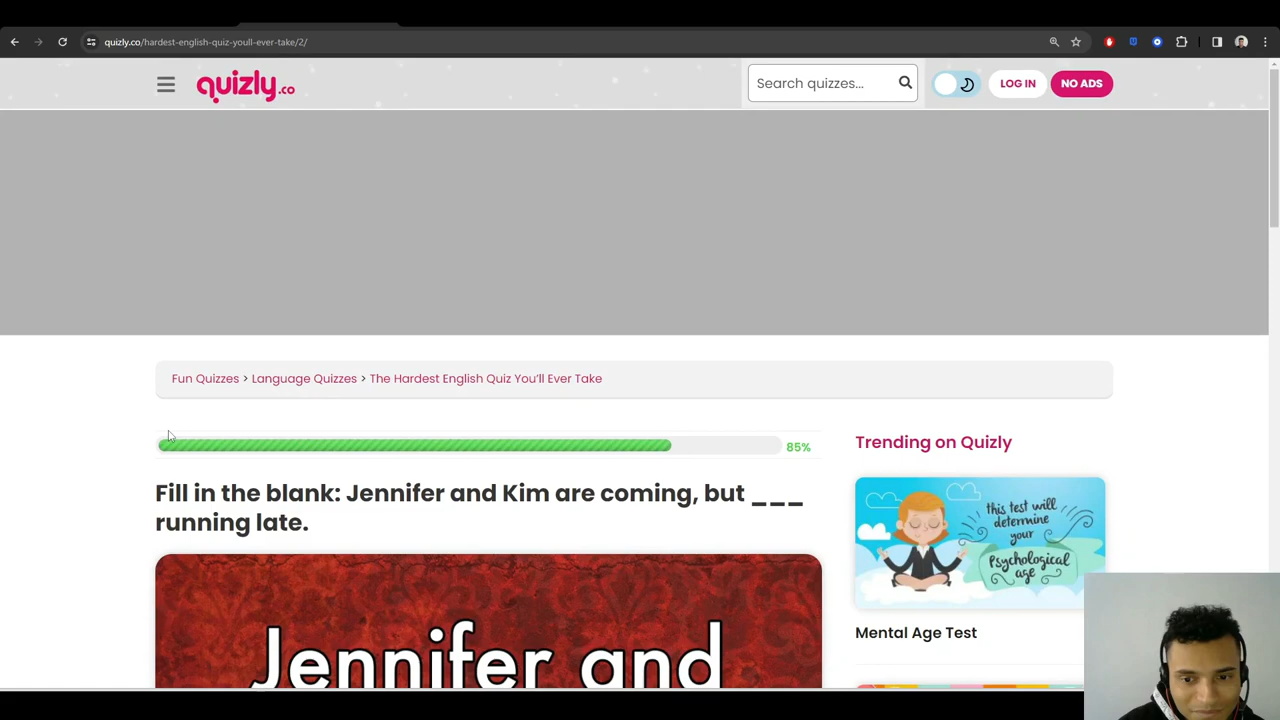 quizly.co/hardest-english-quiz-youll-ever-take/2/
quizly.co
Search quizzes...
LOG IN
NO ADS
Fun Quizzes > Language Quizzes > The Hardest English Quiz You'll Ever Take
85%
Trending on Quizly
Fill in the blank: Jennifer and Kim are coming, but ___
running late.
this test will
determine
your
Psychological
age
Jennifer and
Mental Age Test